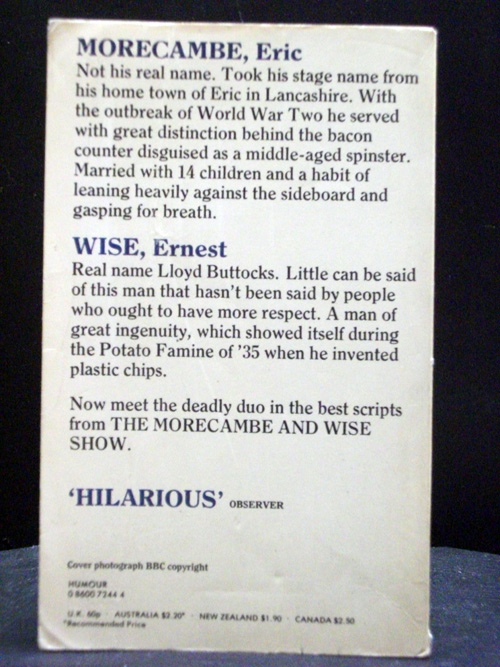 MORECAMBE, Eric
Not his real name. Took his stage name from
his home town of Eric in Lancashire. With
the outbreak of World War Two he served
with great distinction behind the bacon
counter disguised as a middle-aged spinster.
Married with 14 children and a habit of
leaning heavily against the sideboard and
gasping for breath.
WISE, Ernest
Real name Lloyd Buttocks. Little can be said
of this man that hasn't been said by people
who ought to have more respect. A man of
great ingenuity, which showed itself during
the Potato Famine of '35 when he invented
plastic chips.
Now meet the deadly duo in the best scripts
from THE MORECAMBE AND WISE
SHOW.
'HILARIOUS' OBSERVER
Cover photograph BBC copyright
HUMOUR
0 8600 7244 4
U.K. 60p · AUSTRALIA $2.20* · NEW ZEALAND $1.90 · CANADA $2.50
*Recommended Price